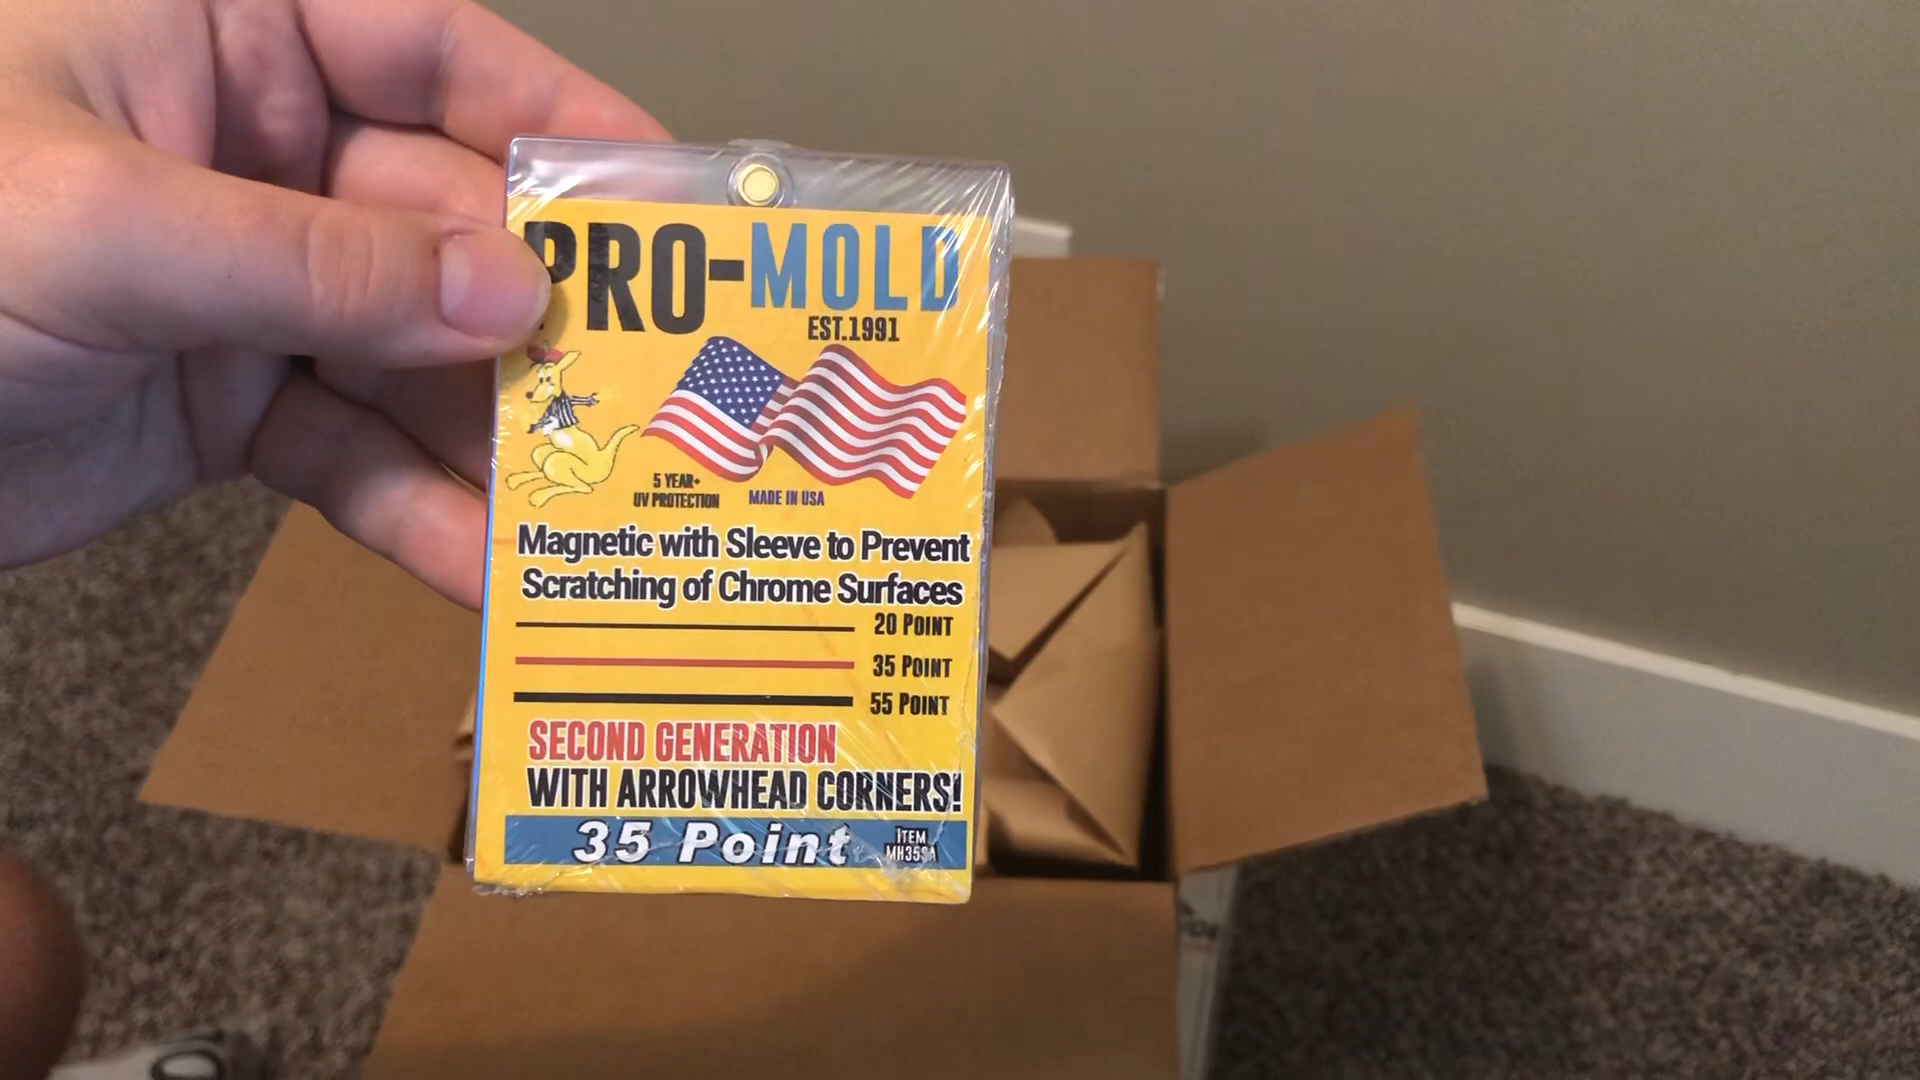 PRO-MOLD
EST.1991
5 YEAR+
UV PROTECTION
MADE IN USA
Magnetic with Sleeve to Prevent
Scratching of Chrome Surfaces
20 POINT
35 POINT
55 POINT
SECOND GENERATION
WITH ARROWHEAD CORNERS!
35 Point
ITEM
MH35SA